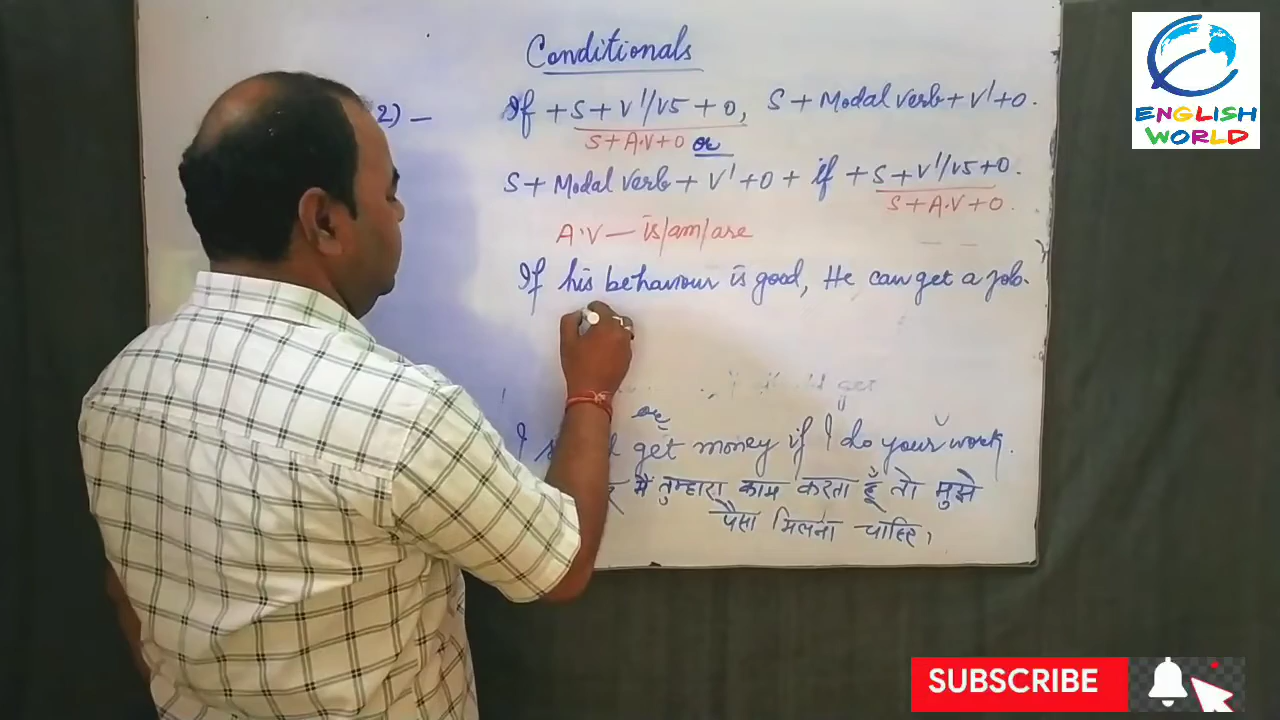 Conditionals
2) — If + S + V¹/V5 + O, S + Modal verb + V¹ + O.
S + A.V + O or
S + Modal verb + V¹ + O + if + S + V¹/V5 + O.
S + A.V + O.
A.V — is/am/are
If his behaviour is good, He can get a job.
get
or
I get money if I do your work.
मैं तुम्हारा काम करता हूँ तो मुझे
पैसा मिलना चाहिए।
ENGLISH
WORLD
SUBSCRIBE